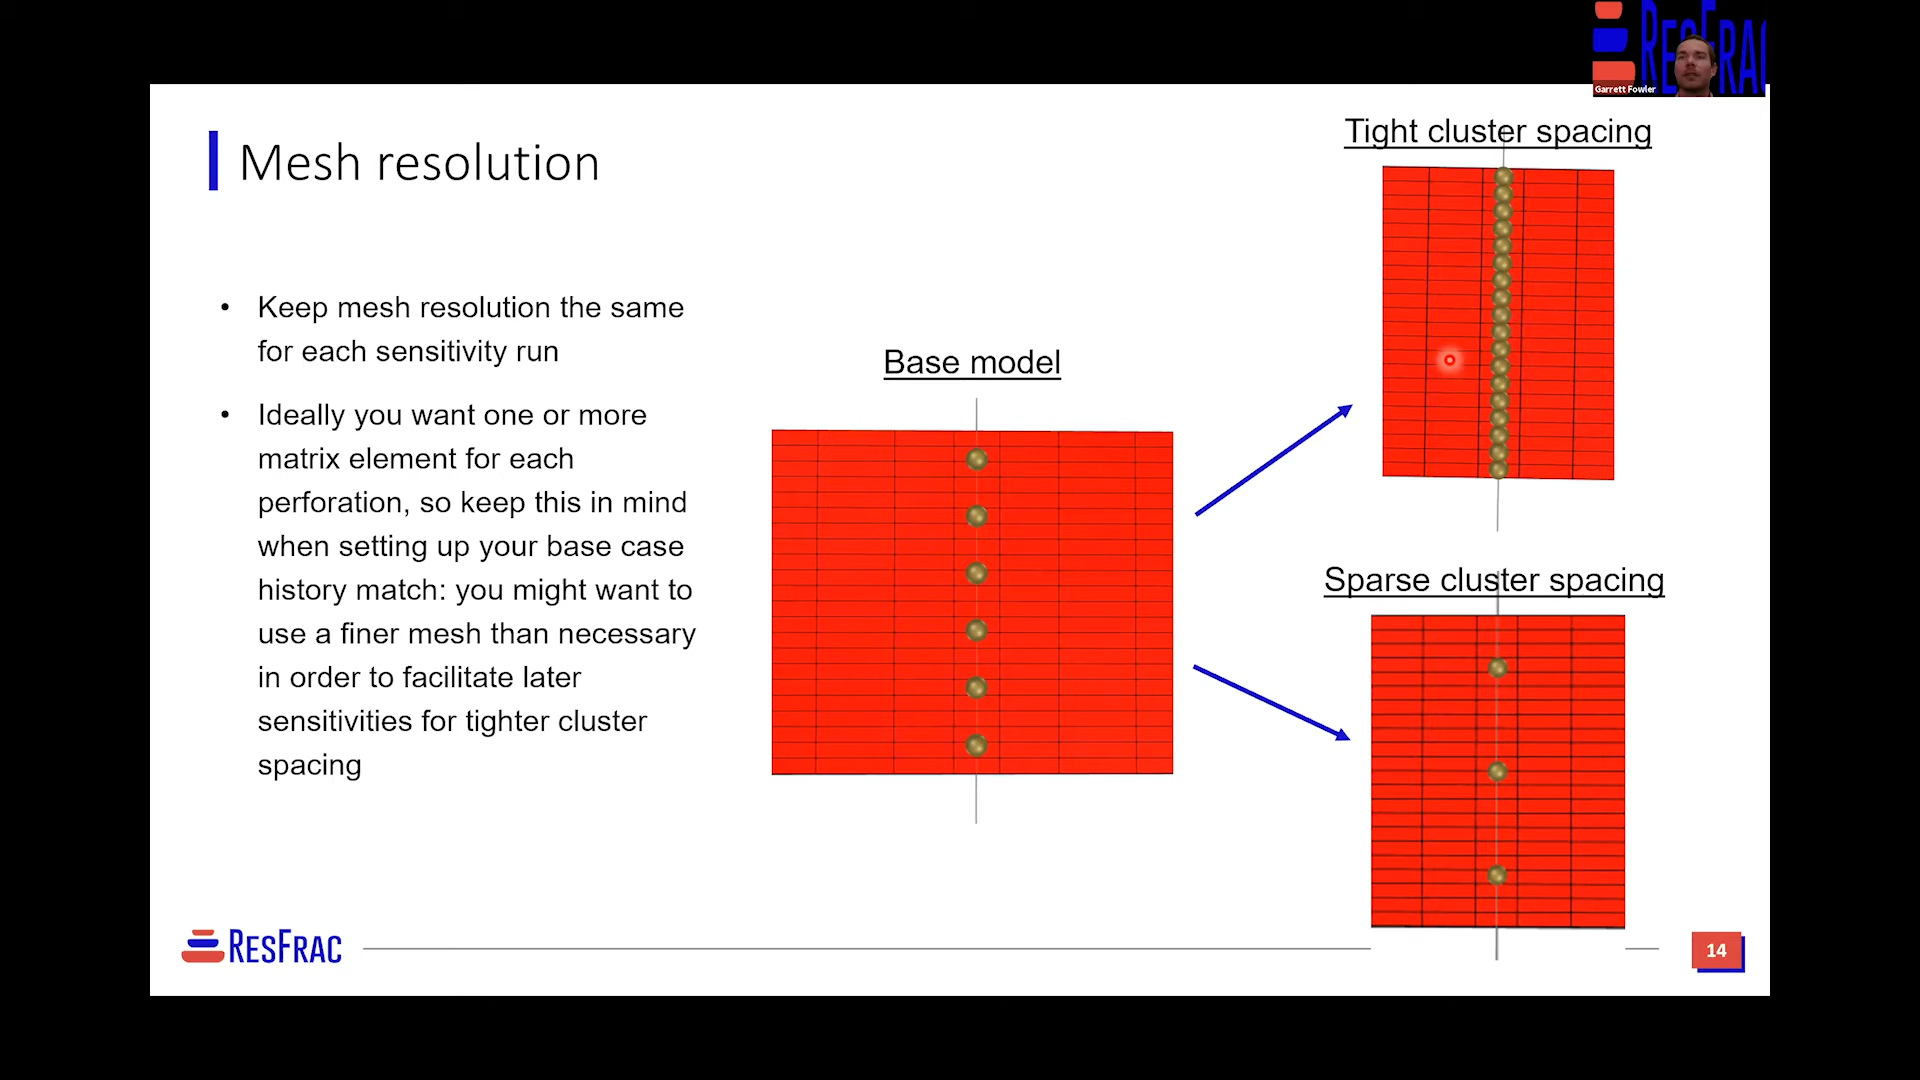 RESFRAC
Garrett Fowler
Mesh resolution
• Keep mesh resolution the same
for each sensitivity run
• Ideally you want one or more
matrix element for each
perforation, so keep this in mind
when setting up your base case
history match: you might want to
use a finer mesh than necessary
in order to facilitate later
sensitivities for tighter cluster
spacing
Base model
Tight cluster spacing
Sparse cluster spacing
RESFRAC
14